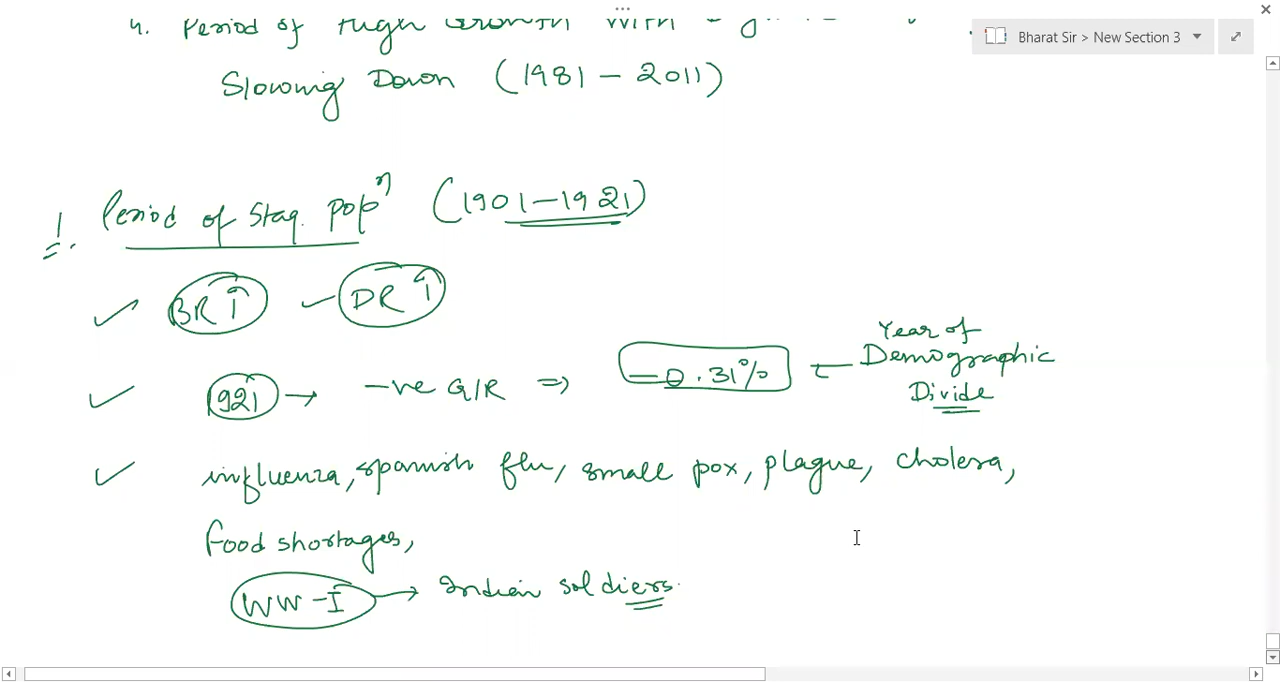 Bharat Sir > New Section 3
4. Period of High Growth with
Slowing Down (1981 – 2011)
1. Period of Stag. Popⁿ (1901–1921)
✓ BR↑ ✓ DR↑
Year of
Demographic
Divide
✓ 1921 → -ve G/R ⇒ -0.31% ←
✓ influenza, spanish flu, small pox, plague, cholera,
food shortages,
WW-I → Indian soldiers.